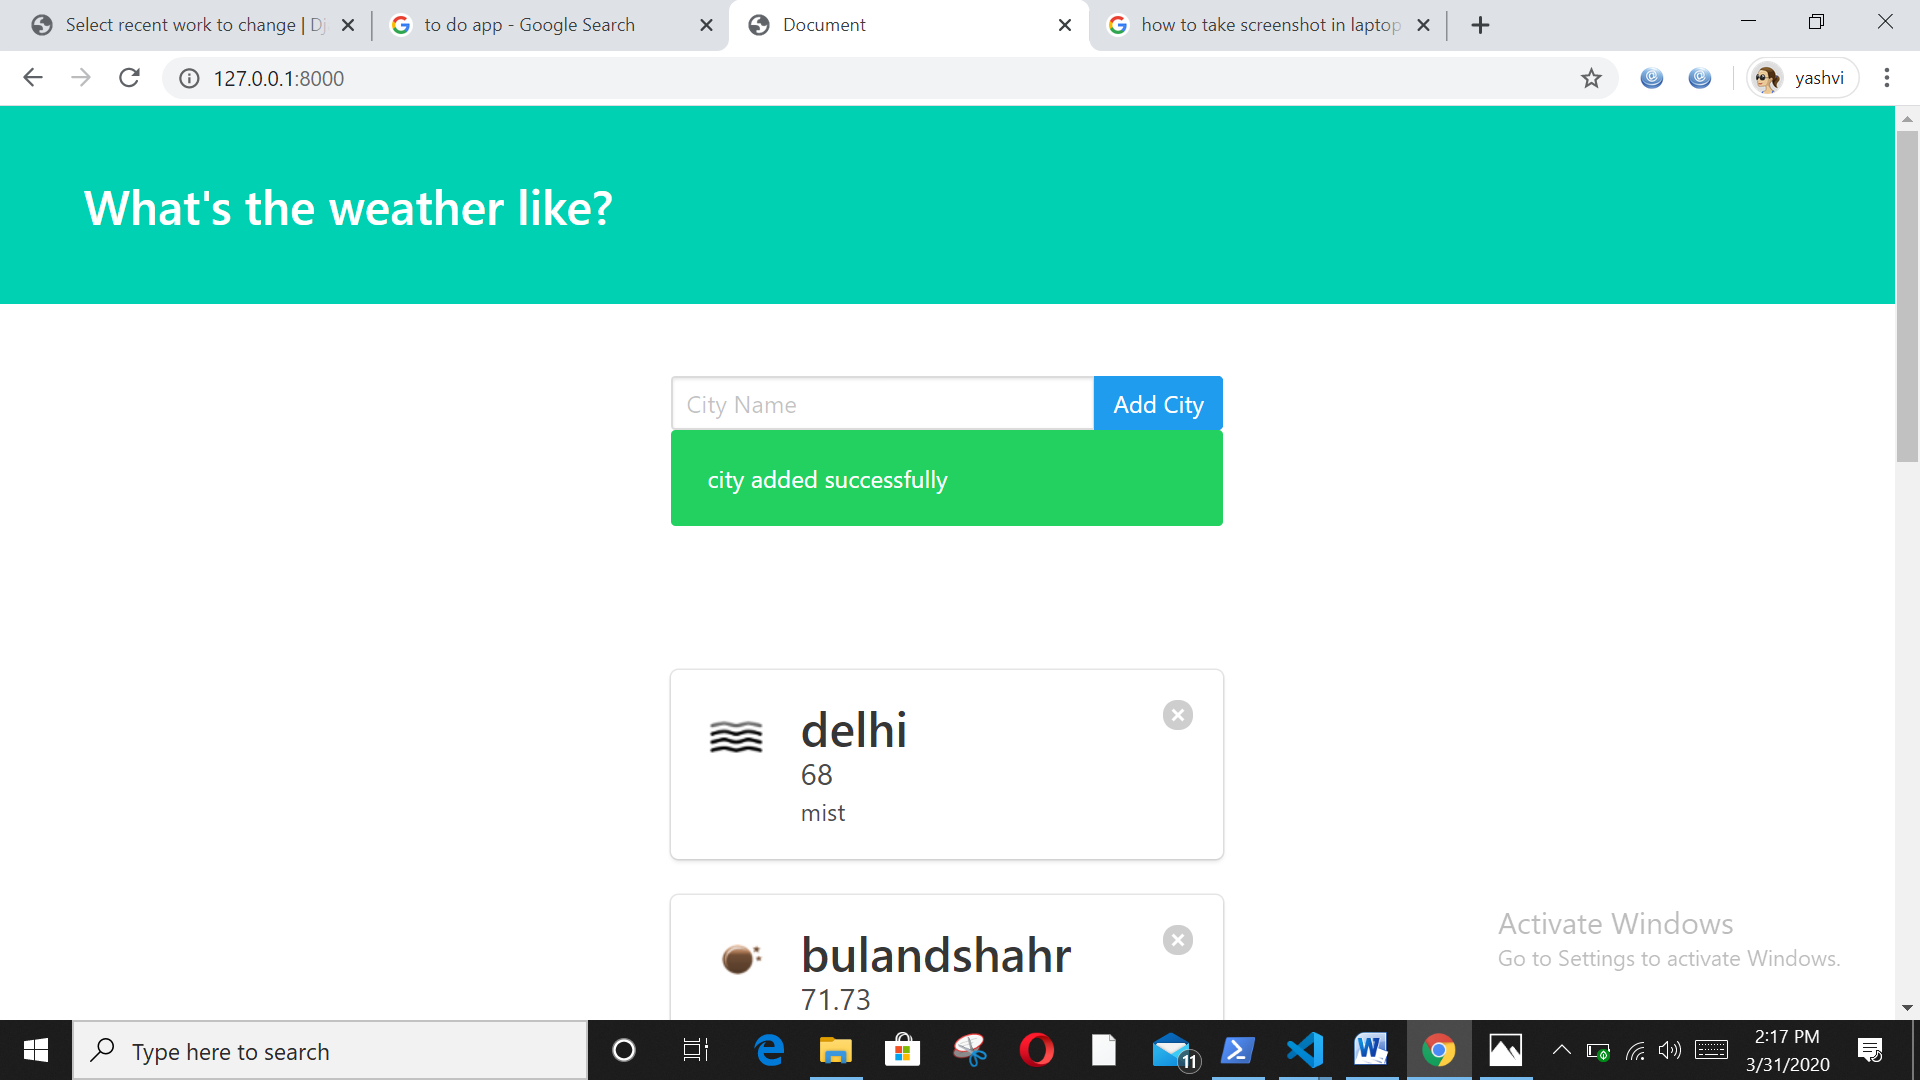 Select recent work to change | Dj
to do app - Google Search
Document
how to take screenshot in laptop
127.0.0.1:8000
yashvi
What's the weather like?
City Name
Add City
city added successfully
delhi
68
mist
bulandshahr
71.73
Activate Windows
Go to Settings to activate Windows.
Type here to search
11
2:17 PM
3/31/2020